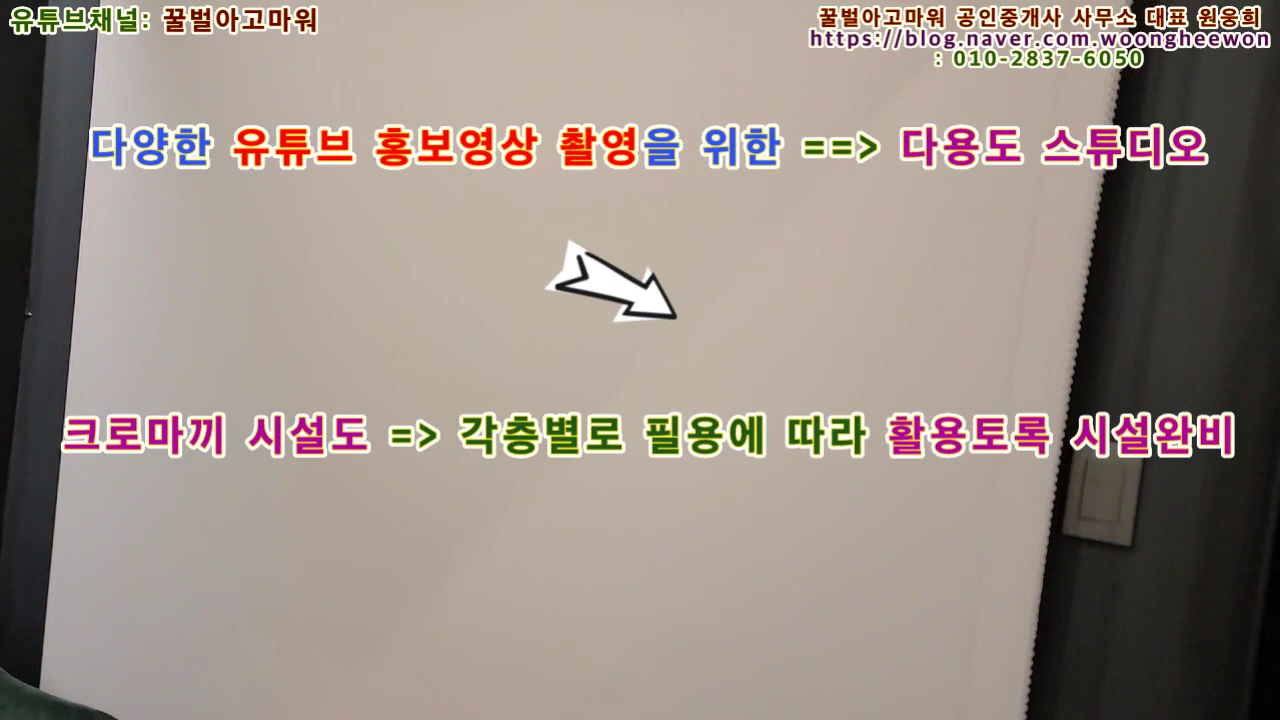 유튜브채널: 꿀벌아고마워
꿀벌아고마워 공인중개사 사무소 대표 원웅희
https://blog.naver.com.woongheewon
: 010-2837-6050
다양한 유튜브 홍보영상 촬영을 위한 ==> 다용도 스튜디오
크로마끼 시설도 => 각층별로 필용에 따라 활용토록 시설완비